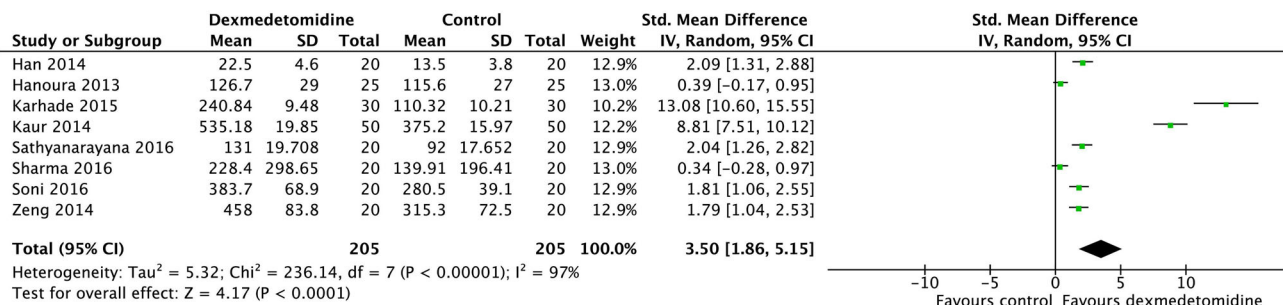 Dexmedetomidine Control Std. Mean Difference Std. Mean Difference
Study or Subgroup Mean SD Total Mean SD Total Weight IV, Random, 95% CI IV, Random, 95% CI
Han 2014 22.5 4.6 20 13.5 3.8 20 12.9% 2.09 [1.31, 2.88]
Hanoura 2013 126.7 29 25 115.6 27 25 13.0% 0.39 [−0.17, 0.95]
Karhade 2015 240.84 9.48 30 110.32 10.21 30 10.2% 13.08 [10.60, 15.55]
Kaur 2014 535.18 19.85 50 375.2 15.97 50 12.2% 8.81 [7.51, 10.12]
Sathyanarayana 2016 131 19.708 20 92 17.652 20 12.9% 2.04 [1.26, 2.82]
Sharma 2016 228.4 298.65 20 139.91 196.41 20 13.0% 0.34 [−0.28, 0.97]
Soni 2016 383.7 68.9 20 280.5 39.1 20 12.9% 1.81 [1.06, 2.55]
Zeng 2014 458 83.8 20 315.3 72.5 20 12.9% 1.79 [1.04, 2.53]
Total (95% CI) 205 205 100.0% 3.50 [1.86, 5.15]
Heterogeneity: Tau² = 5.32; Chi² = 236.14, df = 7 (P < 0.00001); I² = 97%
Test for overall effect: Z = 4.17 (P < 0.0001)
−10 −5 0 5 10
Favours control Favours dexmedetomidine